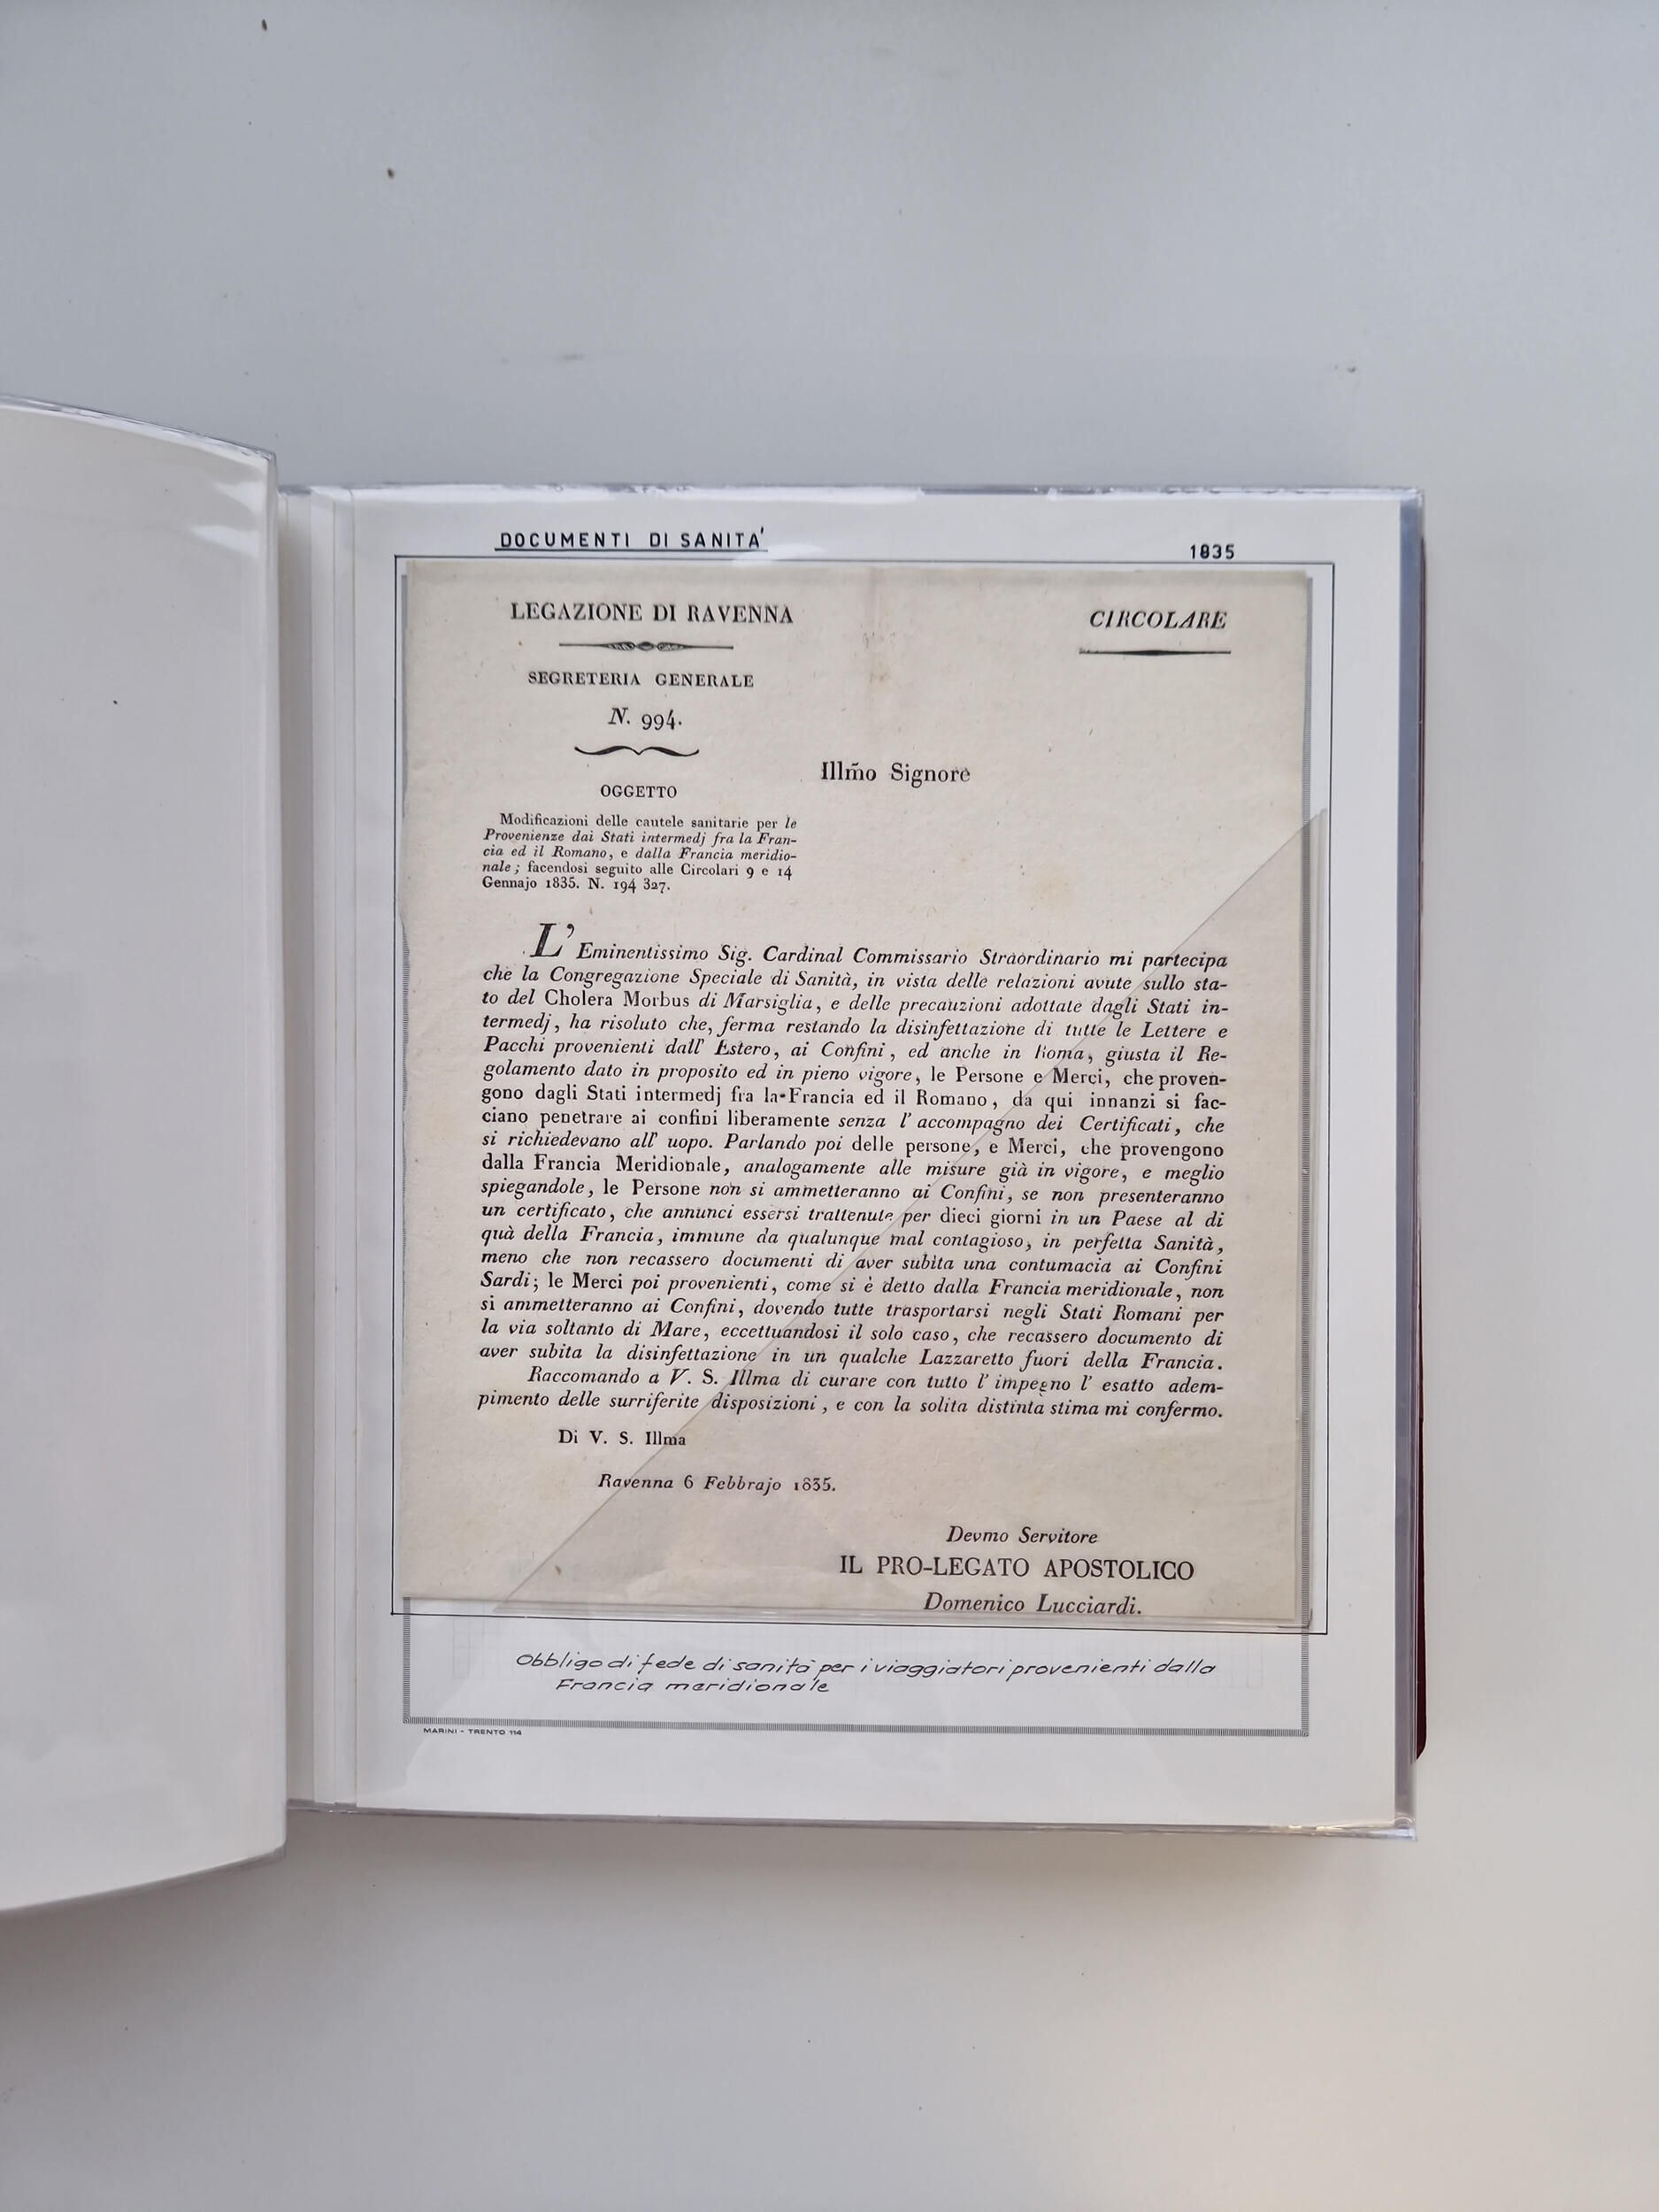 DOCUMENTI DI SANITA'
1835
LEGAZIONE DI RAVENNA
CIRCOLARE
SEGRETERIA GENERALE
N. 994.
Illm̃o Signore
OGGETTO
Modificazioni delle cautele sanitarie per le
Provenienze dai Stati intermedj fra la Fran-
cia ed il Romano, e dalla Francia meridio-
nale; facendosi seguito alle Circolari 9 e 14
Gennajo 1835. N. 194 327.
L' Eminentissimo Sig. Cardinal Commissario Straordinario mi partecipa
che la Congregazione Speciale di Sanità, in vista delle relazioni avute sullo sta-
to del Cholera Morbus di Marsiglia, e delle precauzioni adottate dagli Stati in-
termedj, ha risoluto che, ferma restando la disinfettazione di tutte le Lettere e
Pacchi provenienti dall' Estero, ai Confini, ed anche in Roma, giusta il Re-
golamento dato in proposito ed in pieno vigore, le Persone e Merci, che proven-
gono dagli Stati intermedj fra la Francia ed il Romano, da qui innanzi si fac-
ciano penetrare ai confini liberamente senza l' accompagno dei Certificati, che
si richiedevano all' uopo. Parlando poi delle persone, e Merci, che provengono
dalla Francia Meridionale, analogamente alle misure già in vigore, e meglio
spiegandole, le Persone non si ammetteranno ai Confini, se non presenteranno
un certificato, che annunci essersi trattenute per dieci giorni in un Paese al di
quà della Francia, immune da qualunque mal contagioso, in perfetta Sanità,
meno che non recassero documenti di aver subita una contumacia ai Confini
Sardi; le Merci poi provenienti, come si è detto dalla Francia meridionale, non
si ammetteranno ai Confini, dovendo tutte trasportarsi negli Stati Romani per
la via soltanto di Mare, eccettuandosi il solo caso, che recassero documento di
aver subita la disinfettazione in un qualche Lazzaretto fuori della Francia.
Raccomando a V. S. Illma di curare con tutto l' impegno l' esatto adem-
pimento delle surriferite disposizioni, e con la solita distinta stima mi confermo.
Di V. S. Illma
Ravenna 6 Febbrajo 1835.
Devmo Servitore
IL PRO-LEGATO APOSTOLICO
Domenico Lucciardi.
Obbligo di fede di sanità per i viaggiatori provenienti dalla
Francia meridionale
MARINI - TRENTO 114